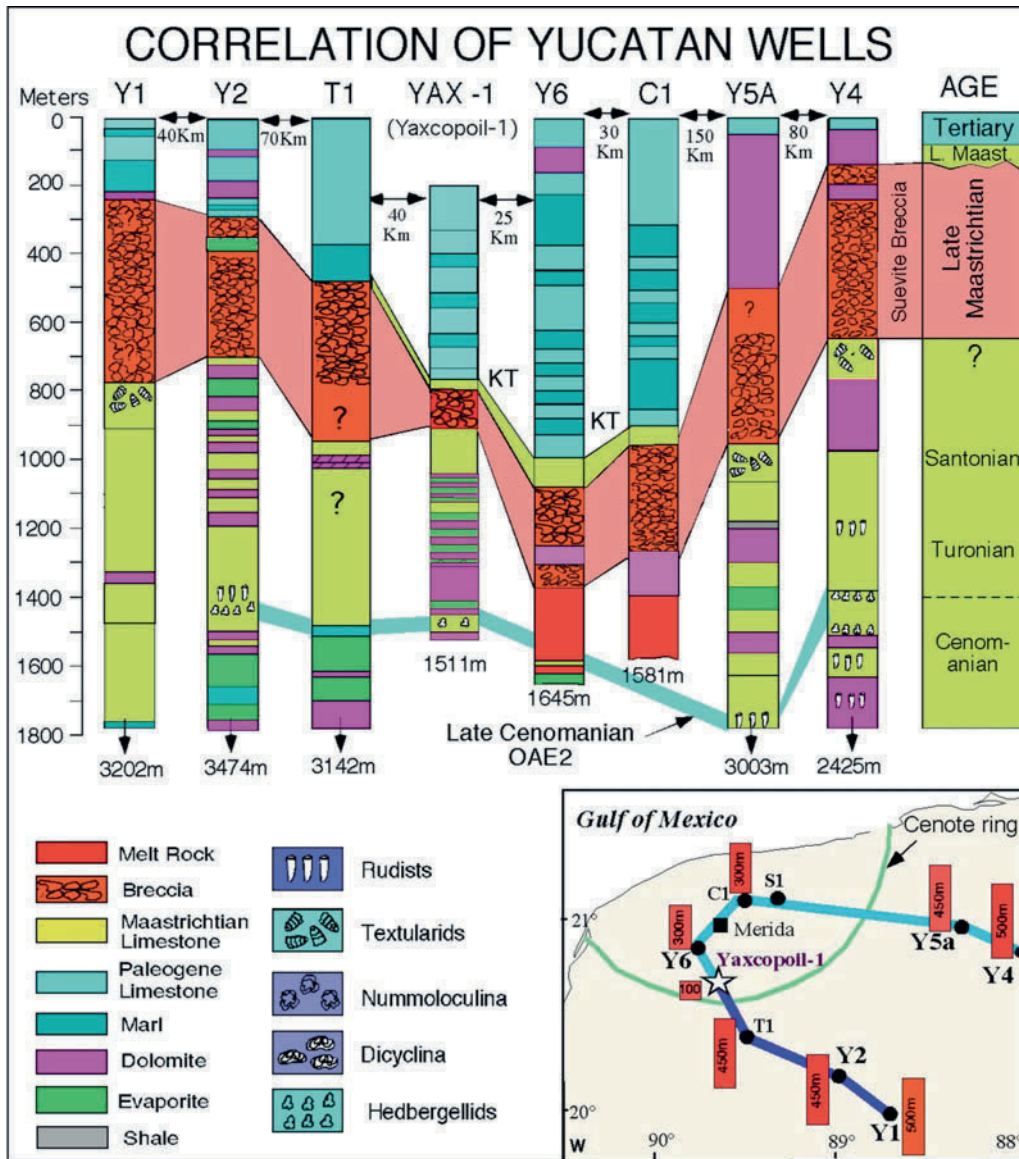 CORRELATION OF YUCATAN WELLS
Meters Y1 Y2 T1 YAX -1 Y6 C1 Y5A Y4 AGE
(Yaxcopoil-1)
40Km
70Km
40
Km
25
Km
30
Km
150
Km
80
Km
0
200
400
600
800
1000
1200
1400
1600
1800
?
?
?
?
?
KT
KT
Suevite Breccia
Tertiary
L. Maast.
Late
Maastrichtian
?
Santonian
Turonian
Cenom-
anian
1511m
1645m
1581m
Late Cenomanian
OAE2
3202m
3474m
3142m
3003m
2425m
Melt Rock
Breccia
Maastrichtian
Limestone
Paleogene
Limestone
Marl
Dolomite
Evaporite
Shale
Rudists
Textularids
Nummoloculina
Dicyclina
Hedbergellids
Gulf of Mexico
Cenote ring
300m
C1
S1
450m
500m
21°
300m
Merida
Y5a
Y6
Yaxcopoil-1
Y4
100
T1
450m
Y2
450m
20°
Y1
500m
W
90°
89°
88°